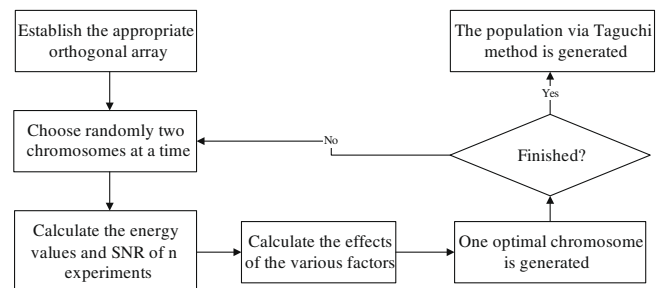 Establish the appropriate
orthogonal array
The population via Taguchi
method is generated
Yes
Choose randomly two
chromosomes at a time
No
Finished?
Calculate the energy
values and SNR of n
experiments
Calculate the effects
of the various factors
One optimal chromosome
is generated